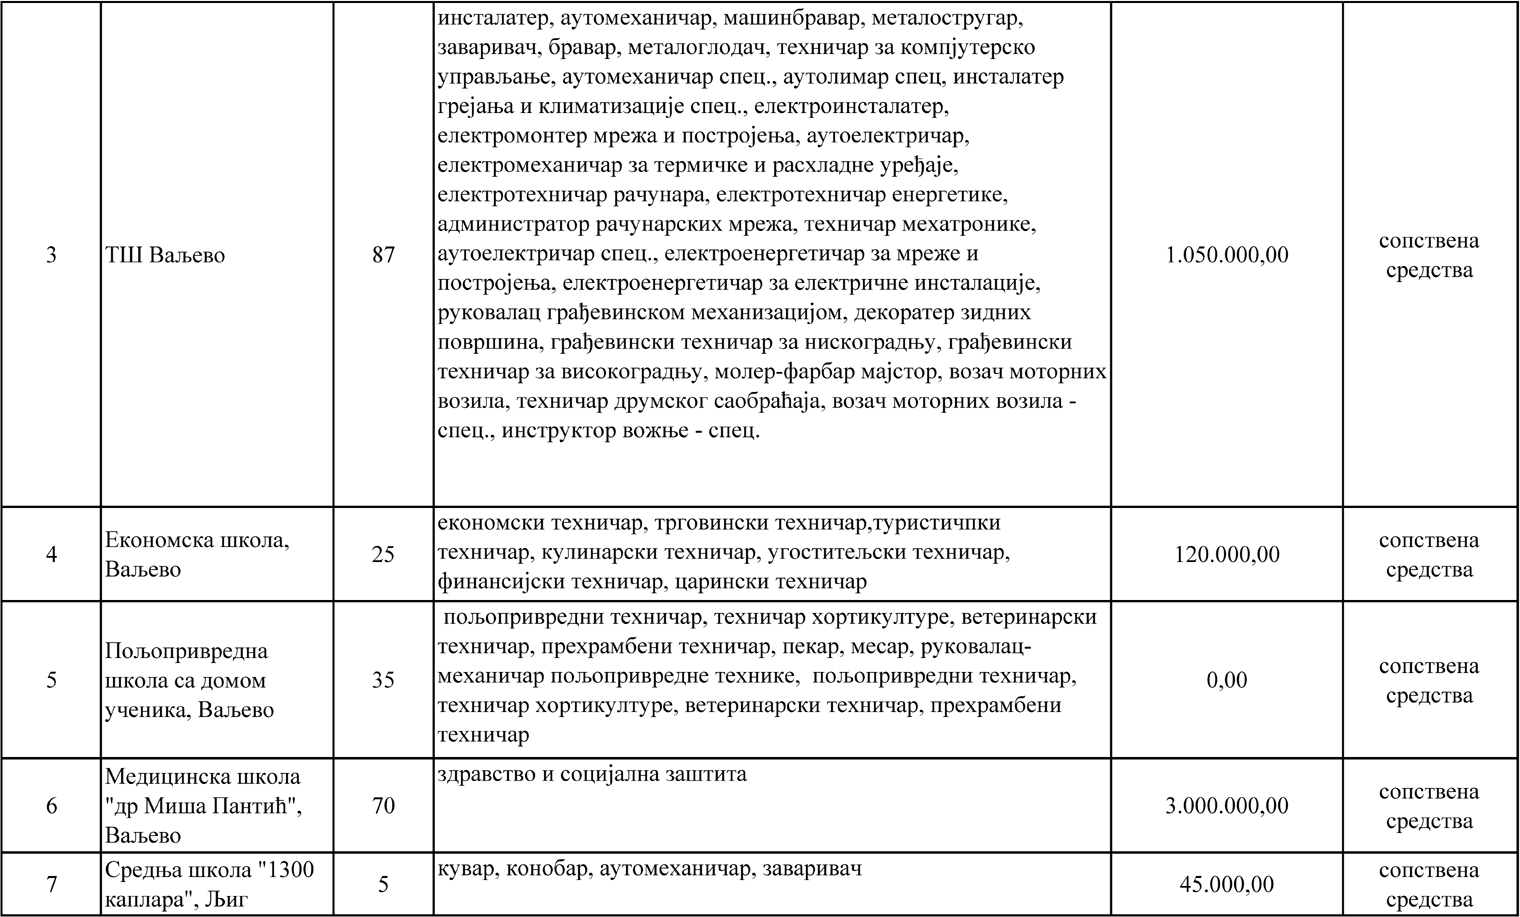 3
ТШ Ваљево
87
инсталатер, аутомеханичар, машинбравар, металостругар,
заваривач, бравар, металоглодач, техничар за компјутерско
управљање, аутомеханичар спец., аутолимар спец, инсталатер
грејања и климатизације спец., електроинсталатер,
електромонтер мрежа и постројења, аутоелектричар,
електромеханичар за термичке и расхладне уређаје,
електротехничар рачунара, електротехничар енергетике,
администратор рачунарских мрежа, техничар мехатронике,
аутоелектричар спец., електроенергетичар за мреже и
постројења, електроенергетичар за електричне инсталације,
руковалац грађевинском механизацијом, декоратер зидних
површина, грађевински техничар за нискоградњу, грађевински
техничар за високоградњу, молер-фарбар мајстор, возач моторних
возила, техничар друмског саобраћаја, возач моторних возила -
спец., инструктор вожње - спец.
1.050.000,00
сопствена
средства
4
Економска школа,
Ваљево
25
економски техничар, трговински техничар,туристичпки
техничар, кулинарски техничар, угоститељски техничар,
финансијски техничар, царински техничар
120.000,00
сопствена
средства
5
Пољопривредна
школа са домом
ученика, Ваљево
35
пољопривредни техничар, техничар хортикултуре, ветеринарски
техничар, прехрамбени техничар, пекар, месар, руковалац-
механичар пољопривредне технике,  пољопривредни техничар,
техничар хортикултуре, ветеринарски техничар, прехрамбени
техничар
0,00
сопствена
средства
6
Медицинска школа
"др Миша Пантић",
Ваљево
70
здравство и социјална заштита
3.000.000,00
сопствена
средства
7
Средња школа "1300
каплара", Љиг
5
кувар, конобар, аутомеханичар, заваривач
45.000,00
сопствена
средства